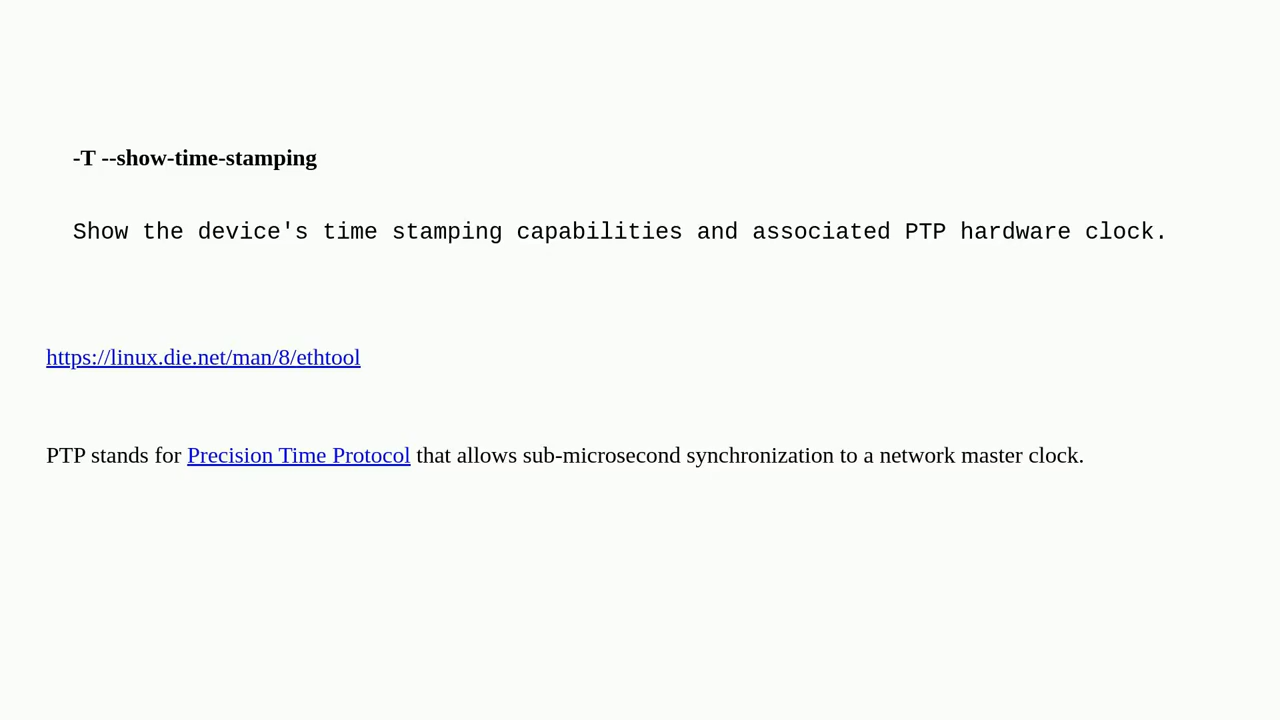 -T --show-time-stamping
Show the device's time stamping capabilities and associated PTP hardware clock.
https://linux.die.net/man/8/ethtool
PTP stands for Precision Time Protocol that allows sub-microsecond synchronization to a network master clock.